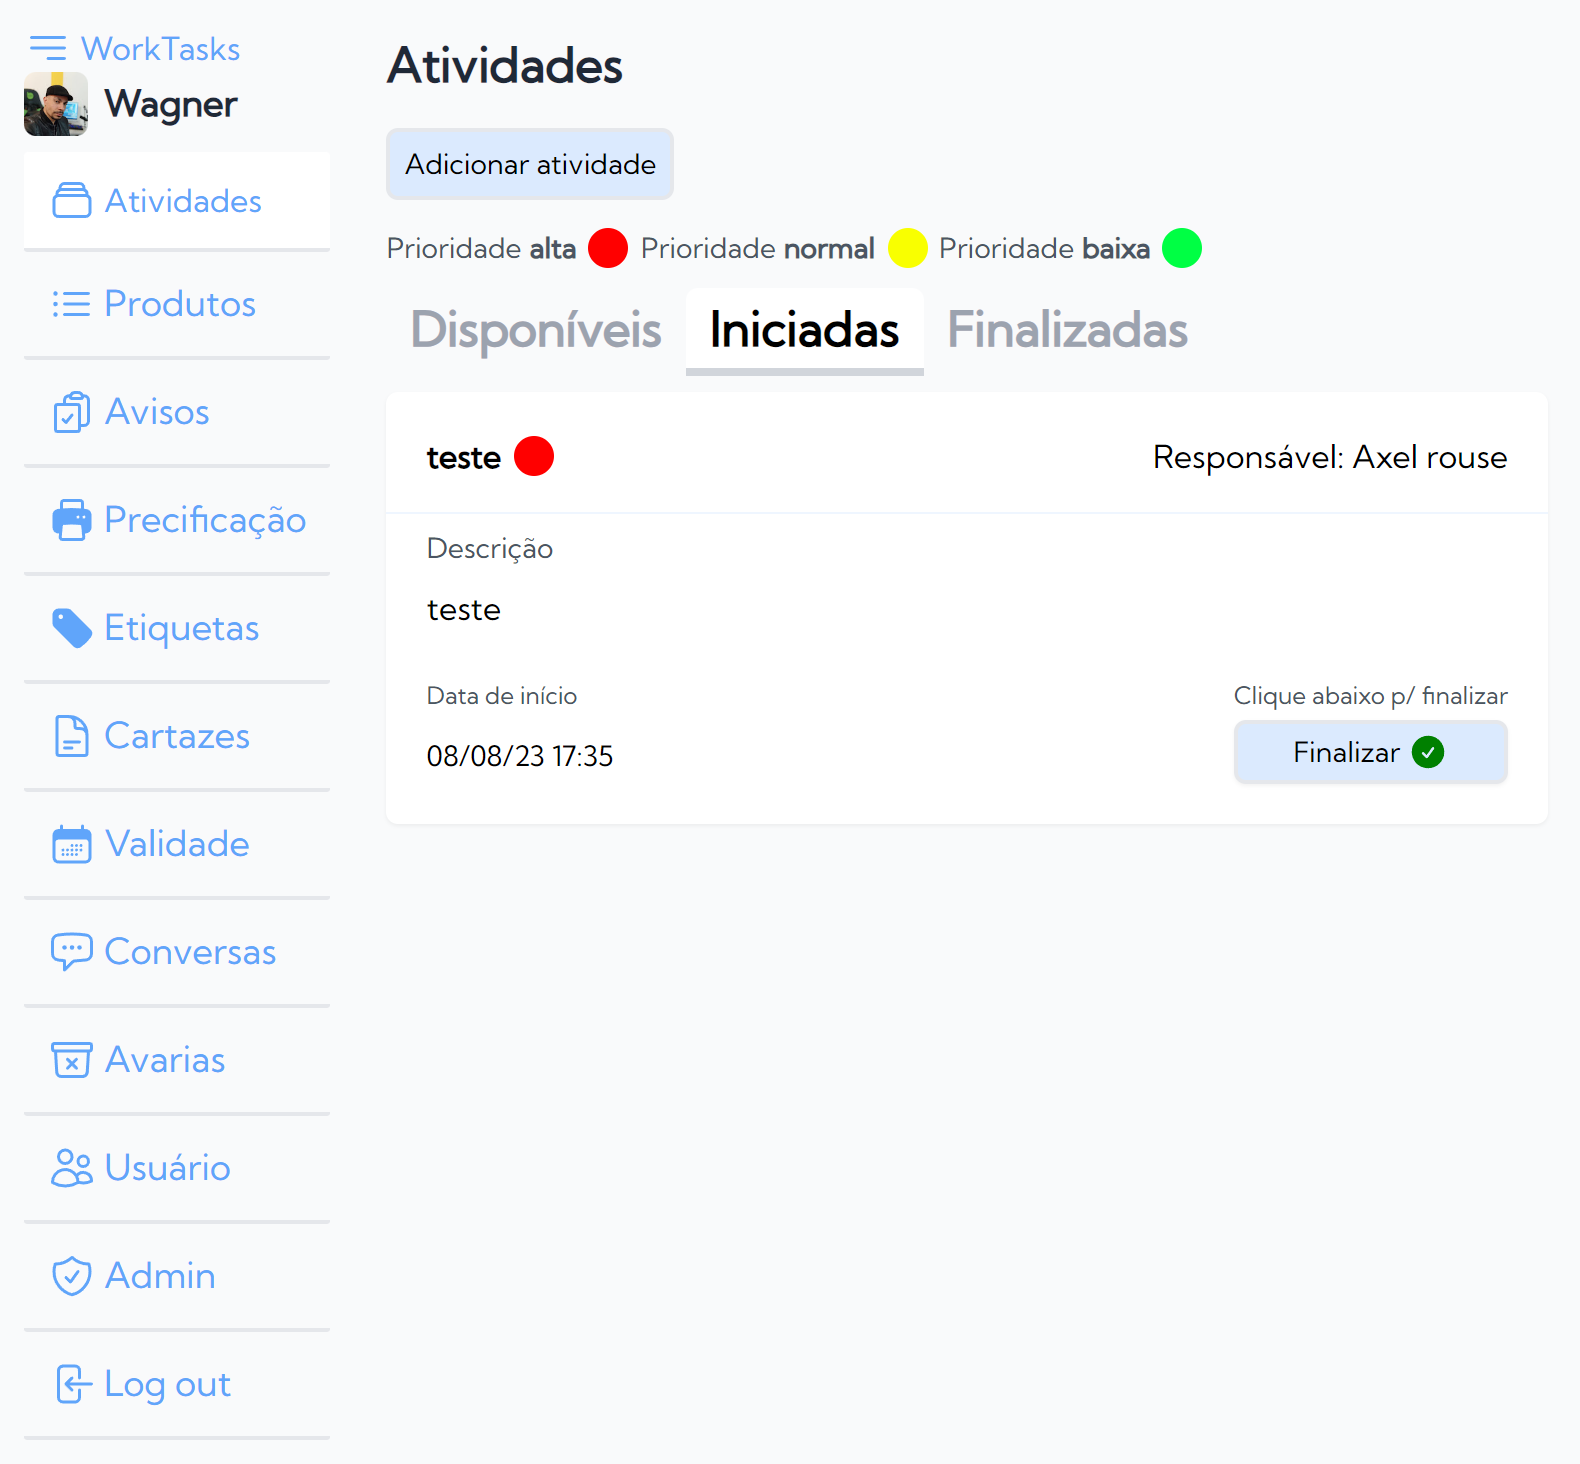 WorkTasks
Wagner
Atividades
Produtos
Avisos
Precificação
Etiquetas
Cartazes
Validade
Conversas
Avarias
Usuário
Admin
Log out
Atividades
Adicionar atividade
Prioridade alta Prioridade normal Prioridade baixa
Disponíveis Iniciadas Finalizadas
teste Responsável: Axel rouse
Descrição
teste
Data de início Clique abaixo p/ finalizar
08/08/23 17:35 Finalizar